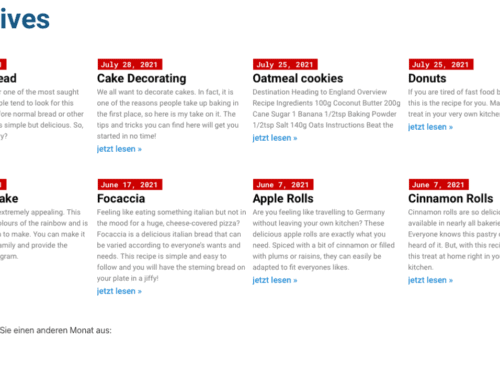 ives
ead
r one of the most saught
ple tend to look for this
fore normal bread or other
s simple but delicious. So,
ry?
July 28, 2021
Cake Decorating
We all want to decorate cakes. In fact, it is
one of the reasons people take up baking in
the first place, so here is my take on it. The
tips and tricks you can find here will get you
started in no time!
jetzt lesen »
July 25, 2021
Oatmeal cookies
Destination Heading to England Overview
Recipe Ingredients 100g Coconut Butter 200g
Cane Sugar 1 Banana 1/2tsp Baking Powder
1/2tsp Salt 140g Oats Instructions Beat the
jetzt lesen »
July 25, 2021
Donuts
If you are tired of fast food b
this is the recipe for you. Ma
treat in your very own kitche
jetzt lesen »
ake
extremely appealing. This
olours of the rainbow and is
n to make. You can make it
amily and provide the
gram.
June 17, 2021
Focaccia
Feeling like eating something italian but not in
the mood for a huge, cheese-covered pizza?
Focaccia is a delicious italian bread that can
be varied according to everyone's wants and
needs. This recipe is simple and easy to
follow and you will have the steming bread on
your plate in a jiffy!
jetzt lesen »
June 7, 2021
Apple Rolls
Are you feeling like travelling to Germany
without leaving your own kitchen? These
delicious apple rolls are exactly what you
need. Spiced with a bit of cinnamon or filled
with plums or raisins, they can easily be
adapted to fit everyones likes.
jetzt lesen »
June 7, 2021
Cinnamon Rolls
Cinnamon rolls are so delicio
available in nearly all bakerie
Everyone knows this pastry o
heard of it. But, with this reci
this treat at home right in you
kitchen.
jetzt lesen »
Sie einen anderen Monat aus: